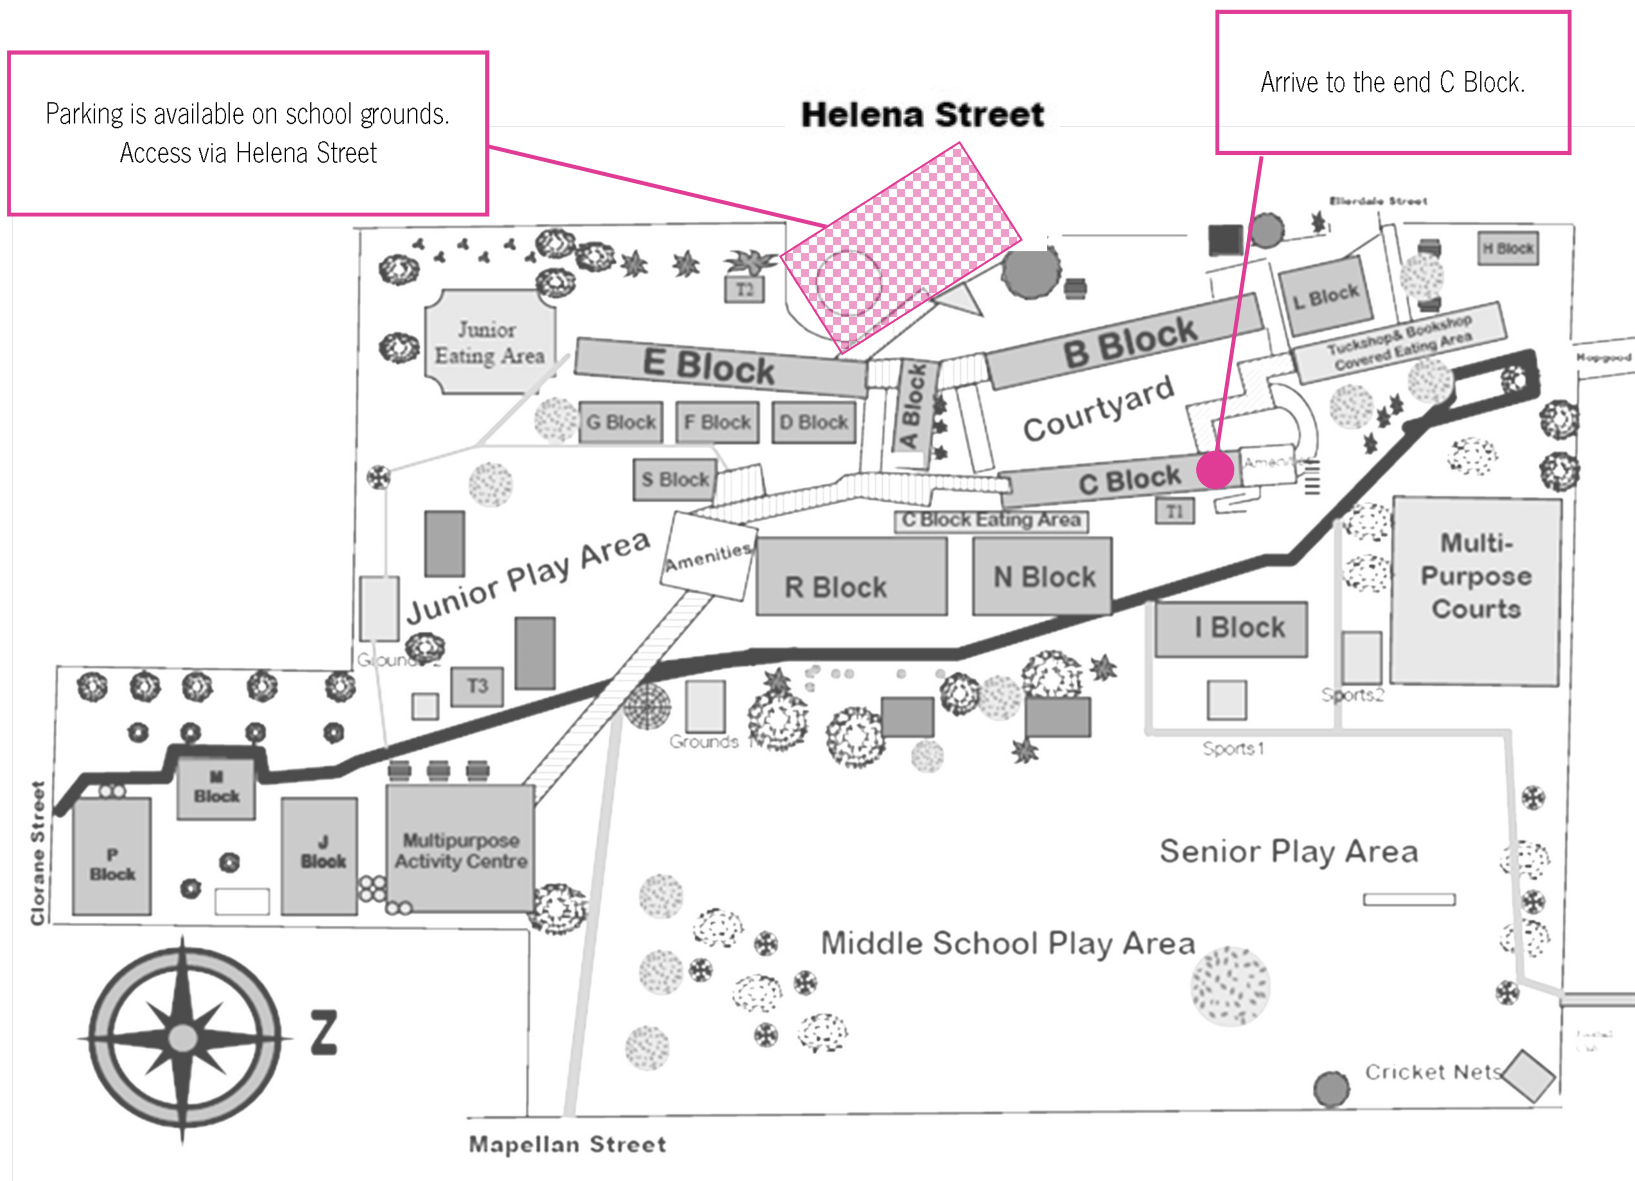 Parking is available on school grounds.
Access via Helena Street
Arrive to the end C Block.
Helena Street
Ellerdale Street
H Block
T2
L Block
Junior
Eating Area
Tuckshop& Bookshop
Covered Eating Area
Hopgood
E Block
B Block
A Block
Courtyard
G Block
F Block
D Block
S Block
C Block
T1
C Block Eating Area
Amenities
Junior Play Area
R Block
N Block
Multi-
Purpose
Courts
I Block
T3
Sports2
Grounds 1
Sports1
Clorane Street
M
Block
P
Block
J
Block
Multipurpose
Activity Centre
Senior Play Area
Middle School Play Area
Z
Cricket Nets
Mapellan Street